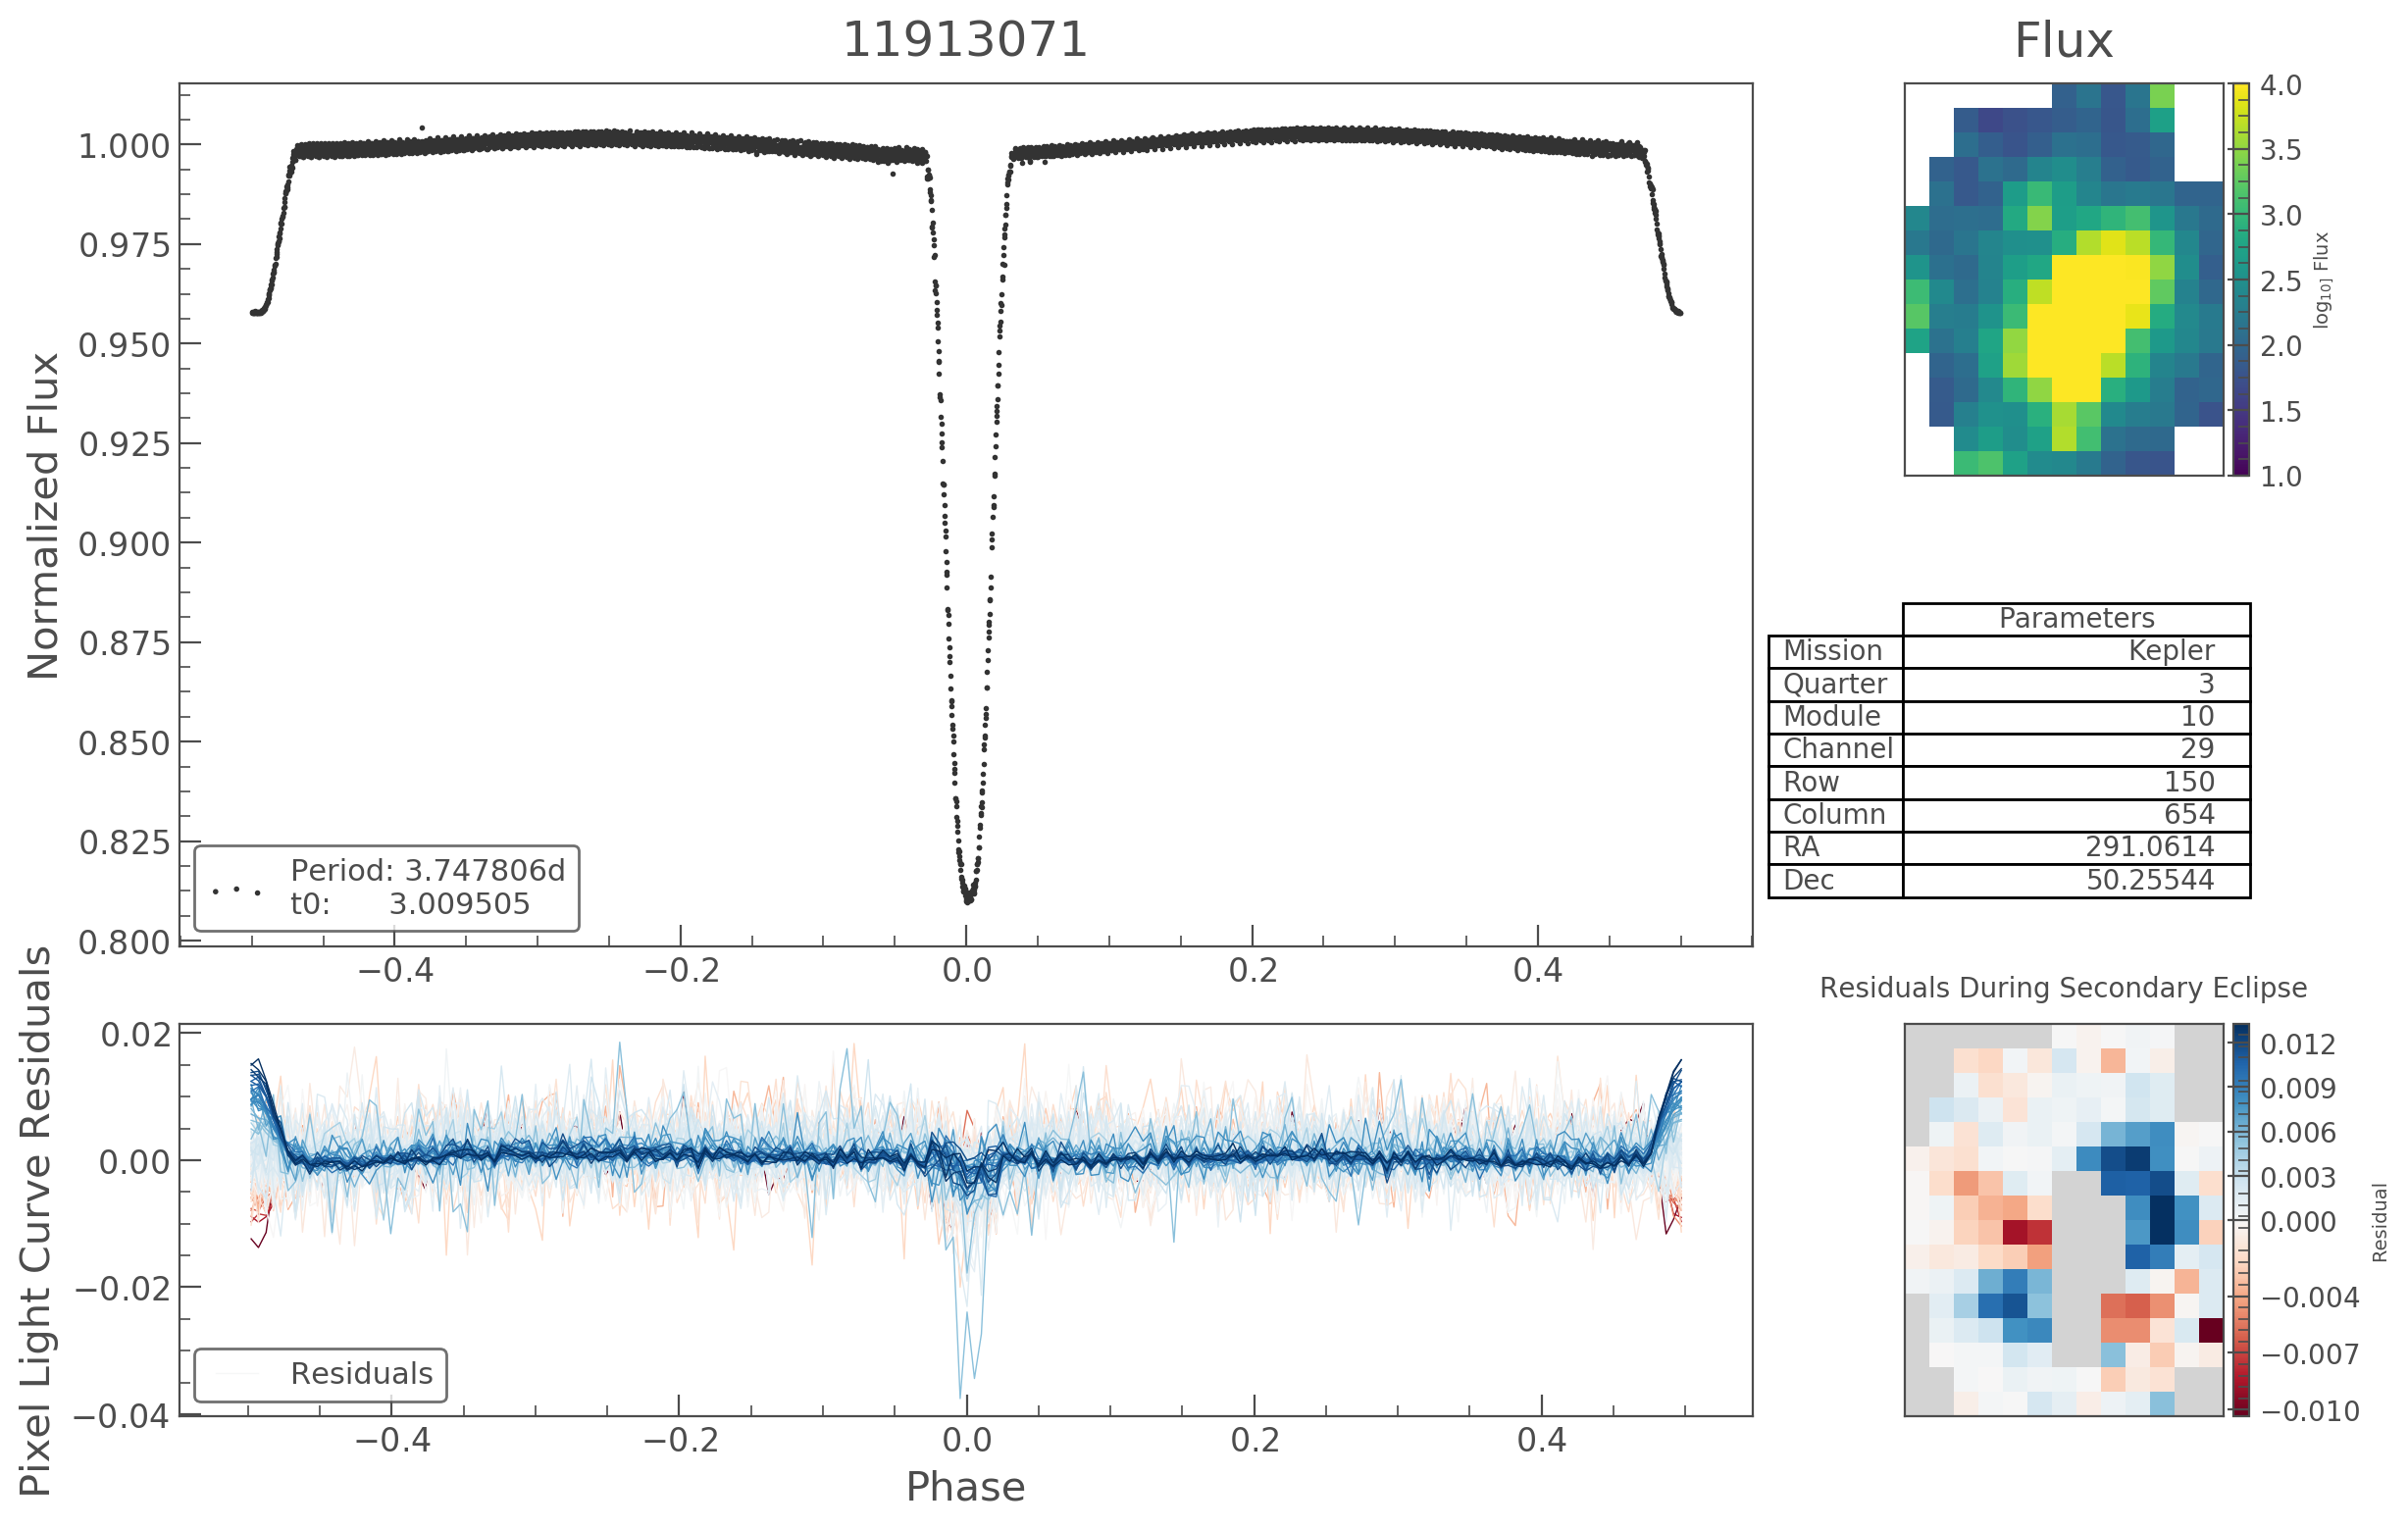 11913071
Flux
Normalized Flux
1.000
0.975
0.950
0.925
0.900
0.875
0.850
0.825
0.800
Period: 3.747806d
t0: 3.009505
−0.4 −0.2 0.0 0.2 0.4
4.0
3.5
3.0
2.5
2.0
1.5
1.0
log₁₀] Flux
Parameters
Mission Kepler
Quarter 3
Module 10
Channel 29
Row 150
Column 654
RA 291.0614
Dec 50.25544
Pixel Light Curve Residuals
0.02
0.00
−0.02
−0.04
Residuals
−0.4 −0.2 0.0 0.2 0.4
Phase
Residuals During Secondary Eclipse
0.012
0.009
0.006
0.003
0.000
−0.004
−0.007
−0.010
Residual